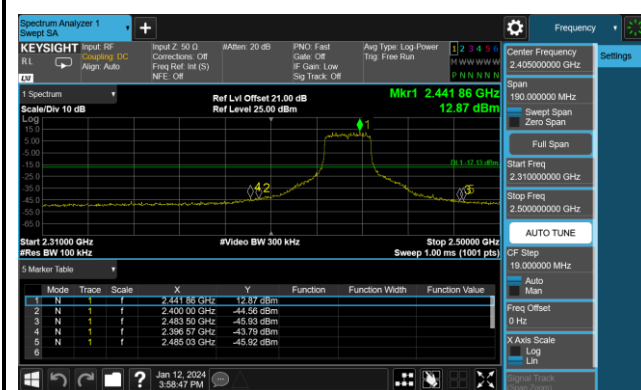 Spectrum Analyzer 1
Swept SA
Frequency
KEYSIGHT Input: RF Input Z: 50 Ω #Atten: 20 dB PNO: Fast Avg Type: Log-Power 1 2 3 4 5 6
RL Coupling: DC Corrections: Off Gate: Off Trig: Free Run M W W W W W
Align: Auto Freq Ref: Int (S) IF Gain: Low P N N N N N
NFE: Off Sig Track: Off
LXI
1 Spectrum
Scale/Div 10 dB
Ref Lvl Offset 21.00 dB
Ref Level 25.00 dBm
Mkr1 2.441 86 GHz
12.87 dBm
Log
15.0
5.00
-5.00
-15.0
-25.0
-35.0
-45.0
-55.0
-65.0
1
DL1 -17.13 dBm
Start 2.31000 GHz #Video BW 300 kHz Stop 2.50000 GHz
#Res BW 100 kHz Sweep 1.00 ms (1001 pts)
5 Marker Table
Mode Trace Scale X Y Function Function Width Function Value
1 N 1 f 2.441 86 GHz 12.87 dBm
2 N 1 f 2.400 00 GHz -44.56 dBm
3 N 1 f 2.483 50 GHz -45.93 dBm
4 N 1 f 2.396 57 GHz -43.79 dBm
5 N 1 f 2.485 03 GHz -45.92 dBm
6
Jan 12, 2024
3:58:47 PM
Center Frequency
2.405000000 GHz
Settings
Span
190.000000 MHz
Swept Span
Zero Span
Full Span
Start Freq
2.310000000 GHz
Stop Freq
2.500000000 GHz
AUTO TUNE
CF Step
19.000000 MHz
Auto
Man
Freq Offset
0 Hz
X Axis Scale
Log
Lin
Signal Track
(Span Zoom)